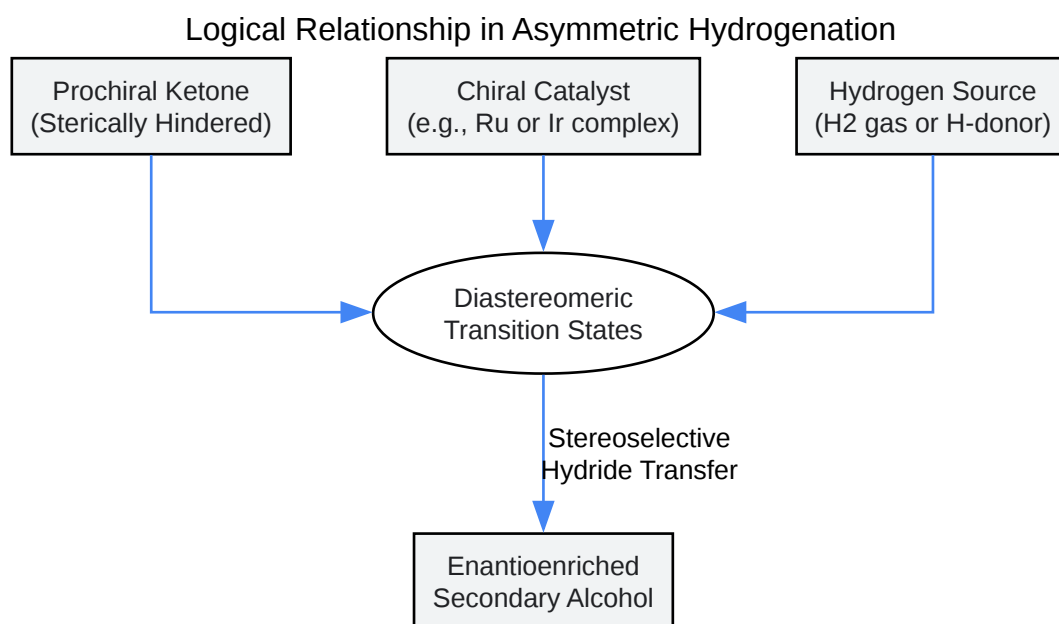 Logical Relationship in Asymmetric Hydrogenation
Prochiral Ketone
(Sterically Hindered)
Chiral Catalyst
(e.g., Ru or Ir complex)
Hydrogen Source
(H2 gas or H-donor)
Diastereomeric
Transition States
Stereoselective
Hydride Transfer
Enantioenriched
Secondary Alcohol